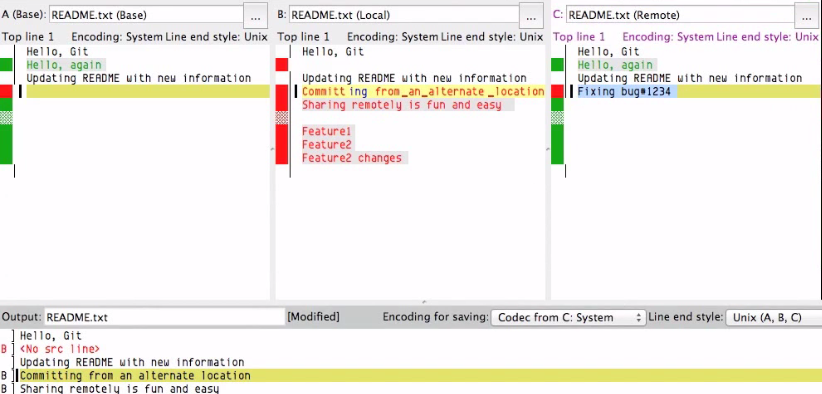 A (Base): README.txt (Base) ...
Top line 1 Encoding: System Line end style: Unix
Hello, Git
Hello, again
Updating README with new information
B: README.txt (Local) ...
Top line 1 Encoding: System Line end style: Unix
Hello, Git
Updating README with new information
Committing from_an_alternate_location
Sharing remotely is fun and easy
Feature1
Feature2
Feature2 changes
C: README.txt (Remote) ...
Top line 1 Encoding: System Line end style: Unix
Hello, Git
Hello, again
Updating README with new information
Fixing bug#1234
Output: README.txt [Modified] Encoding for saving: Codec from C: System Line end style: Unix (A, B, C)
Hello, Git
B <No src line>
Updating README with new information
B Committing from an alternate location
B Sharing remotely is fun and easy